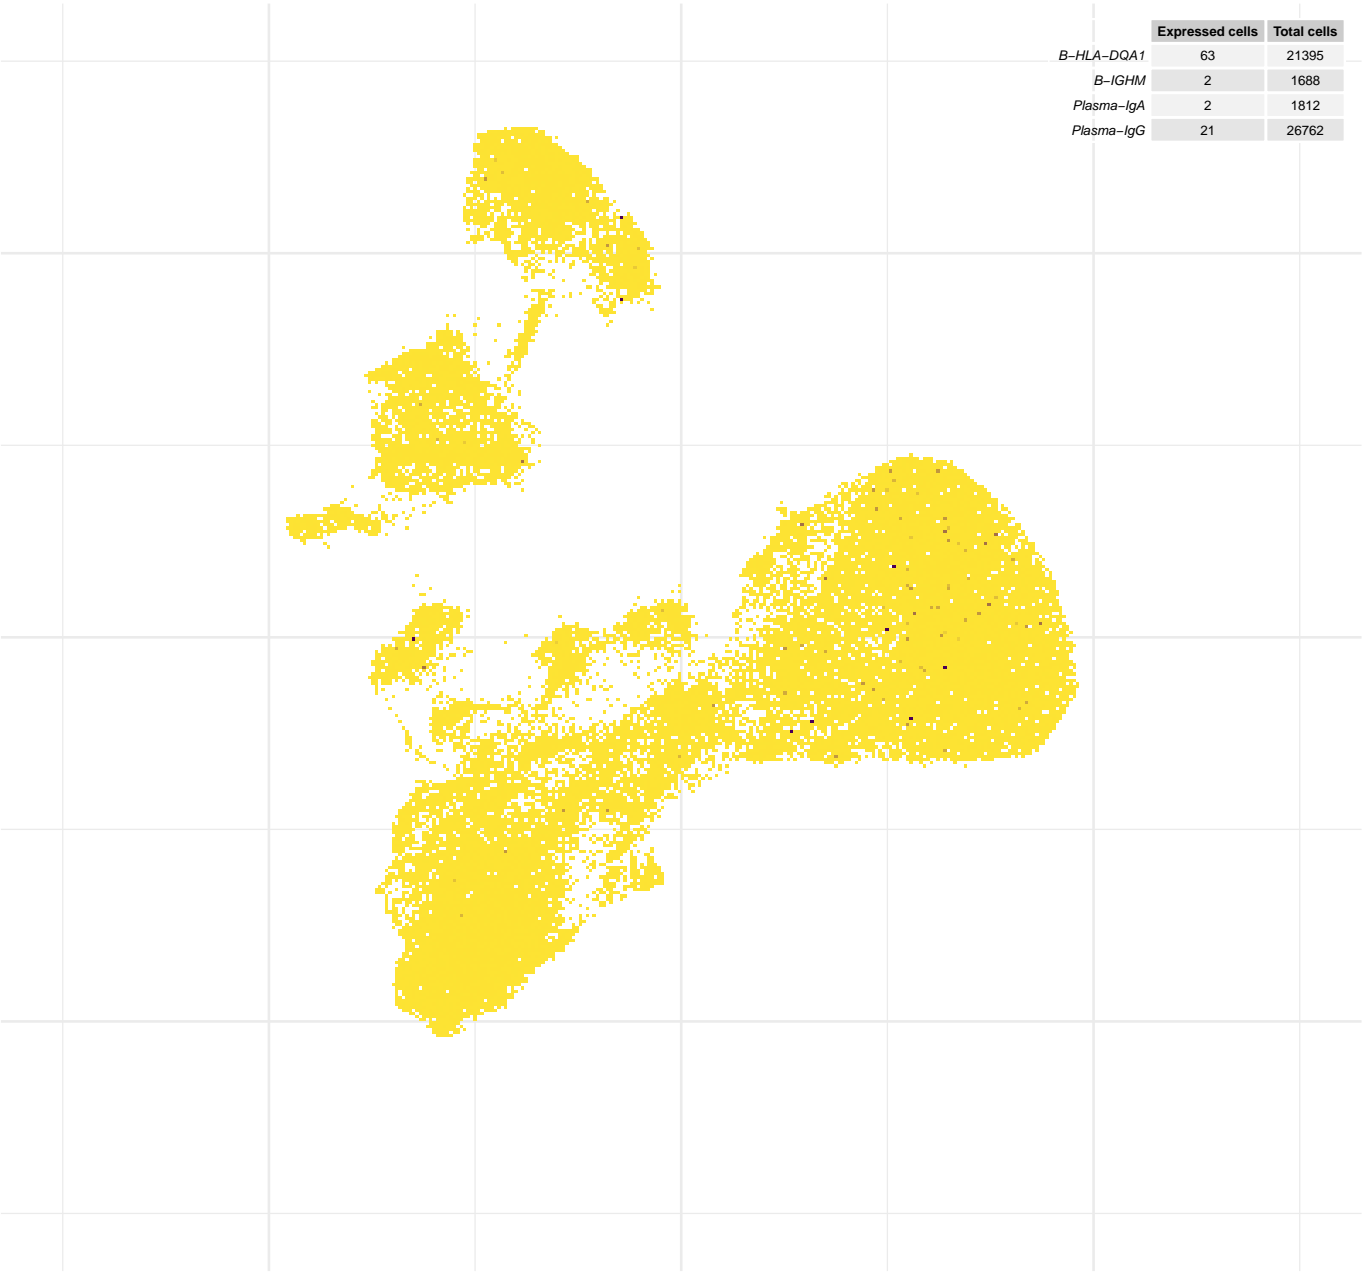 Expressed cells Total cells
B−HLA−DQA1 63 21395
B−IGHM 2 1688
Plasma−IgA 2 1812
Plasma−IgG 21 26762